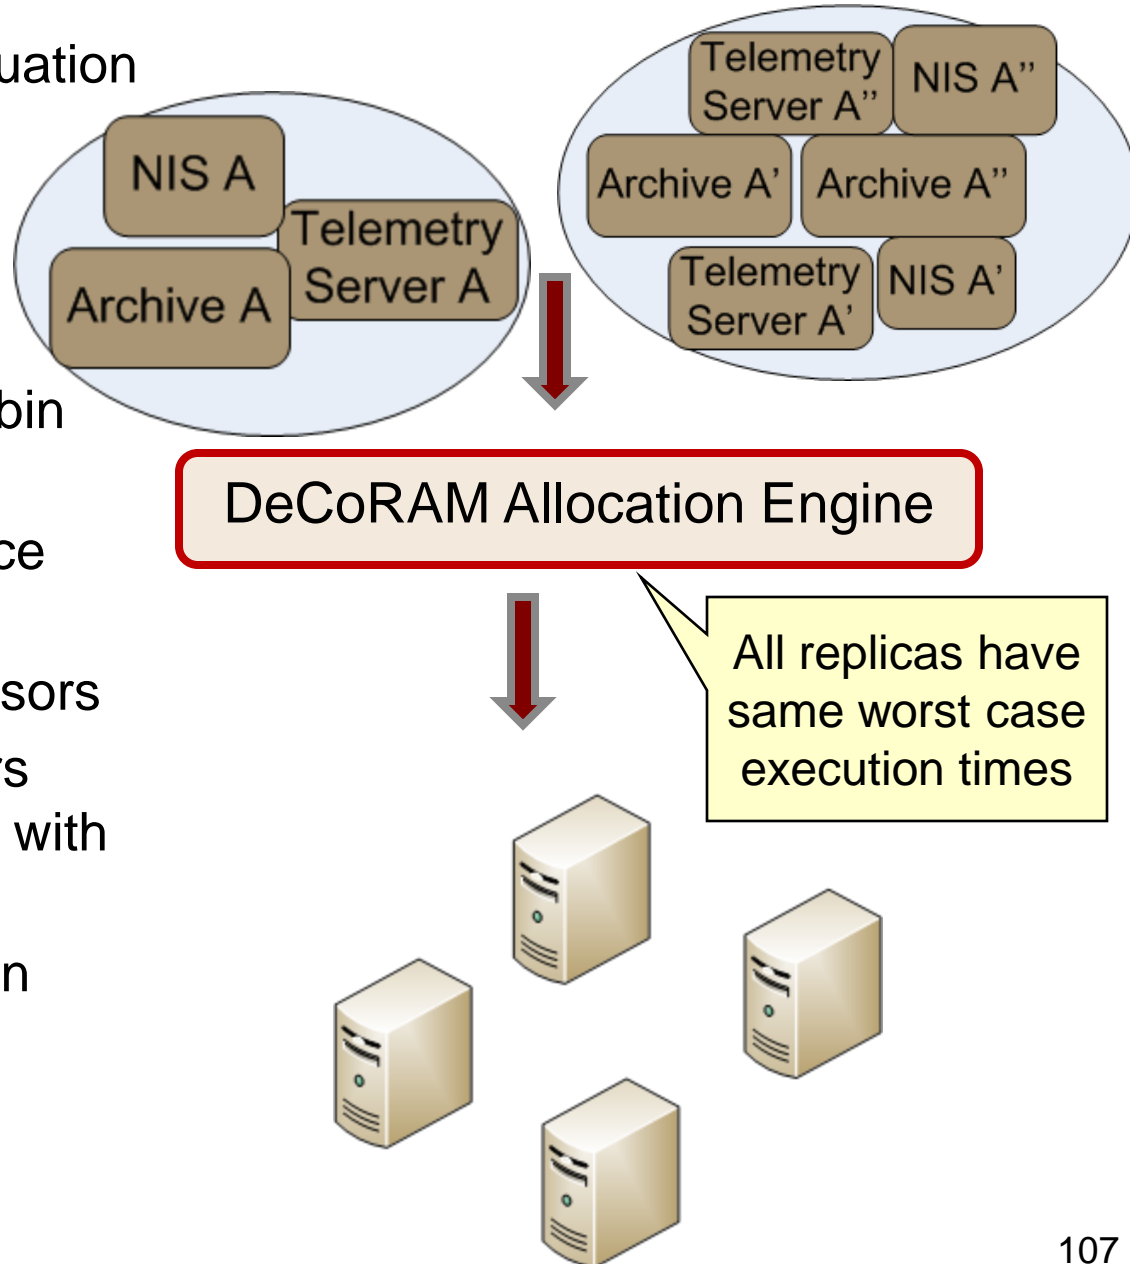 uation
bin
ce
sors
rs
with
n
NIS A
Telemetry
Server A
Archive A
Telemetry
Server A''
NIS A''
Archive A'
Archive A''
Telemetry
Server A'
NIS A'
DeCoRAM Allocation Engine
All replicas have
same worst case
execution times
107